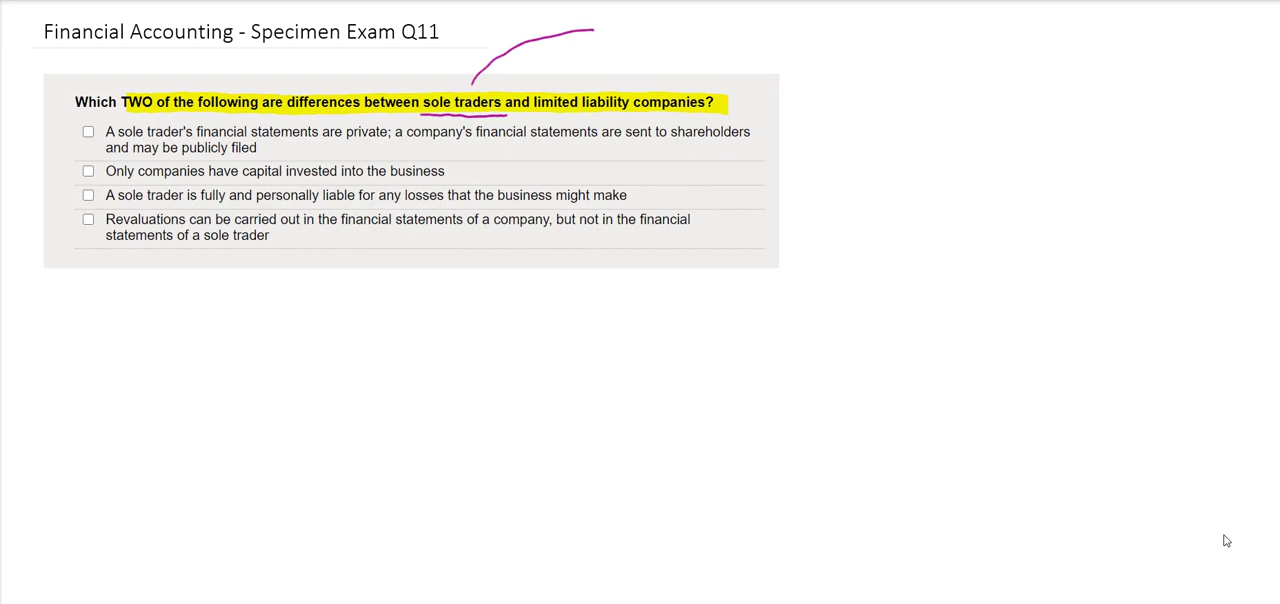 Financial Accounting - Specimen Exam Q11
Which TWO of the following are differences between sole traders and limited liability companies?
A sole trader's financial statements are private; a company's financial statements are sent to shareholders
and may be publicly filed
Only companies have capital invested into the business
A sole trader is fully and personally liable for any losses that the business might make
Revaluations can be carried out in the financial statements of a company, but not in the financial
statements of a sole trader